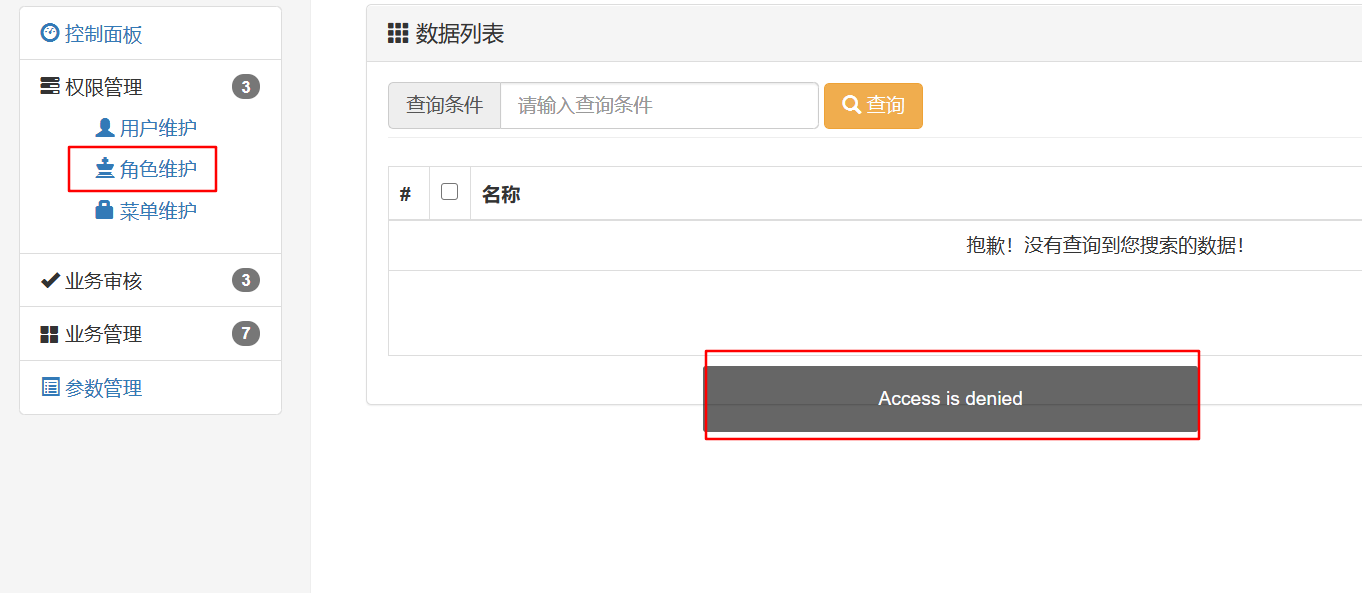 控制面板
权限管理 3
用户维护
角色维护
菜单维护
业务审核 3
业务管理 7
参数管理
数据列表
查询条件 请输入查询条件 查询
# 名称
抱歉！没有查询到您搜索的数据！
Access is denied